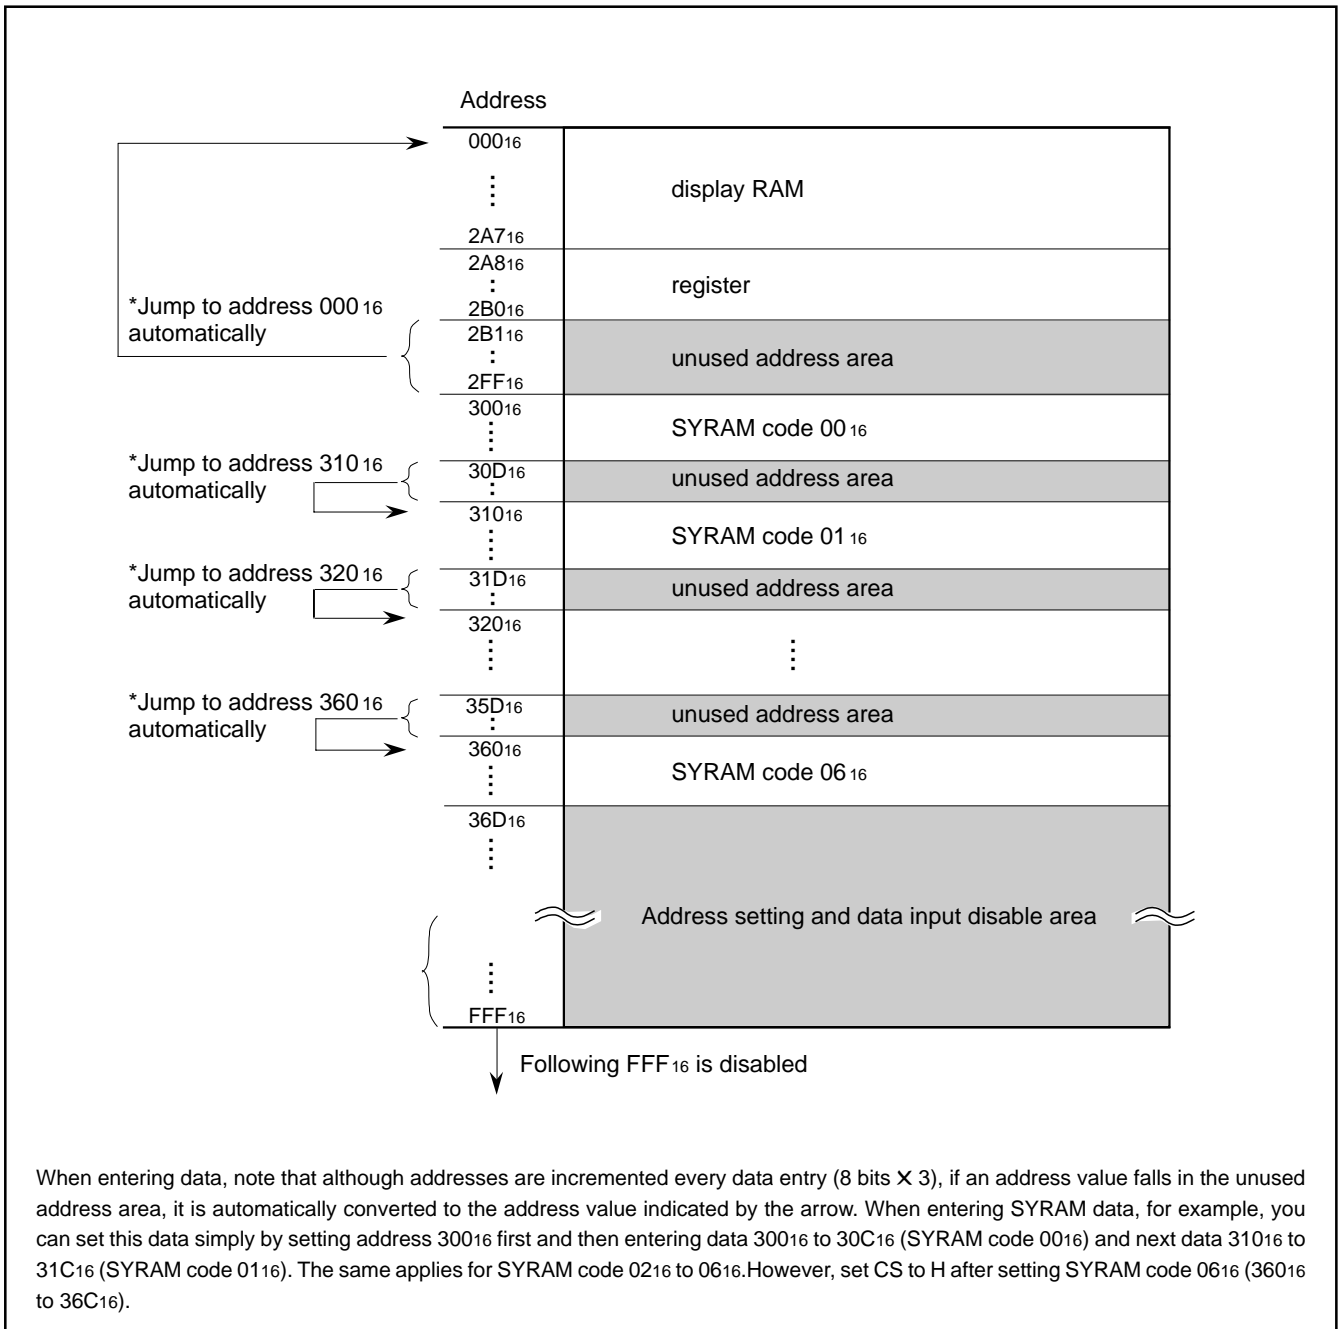 Address
00016
display RAM
2A716
2A816
register
*Jump to address 00016
automatically
2B016
2B116
unused address area
2FF16
30016
SYRAM code 0016
*Jump to address 31016
automatically
30D16
unused address area
31016
SYRAM code 0116
*Jump to address 32016
automatically
31D16
unused address area
32016
*Jump to address 36016
automatically
35D16
unused address area
36016
SYRAM code 0616
36D16
Address setting and data input disable area
FFF16
Following FFF16 is disabled
When entering data, note that although addresses are incremented every data entry (8 bits ✕ 3), if an address value falls in the unused
address area, it is automatically converted to the address value indicated by the arrow. When entering SYRAM data, for example, you
can set this data simply by setting address 30016 first and then entering data 30016 to 30C16 (SYRAM code 0016) and next data 31016 to
31C16 (SYRAM code 0116). The same applies for SYRAM code 0216 to 0616.However, set CS to H after setting SYRAM code 0616 (36016
to 36C16).